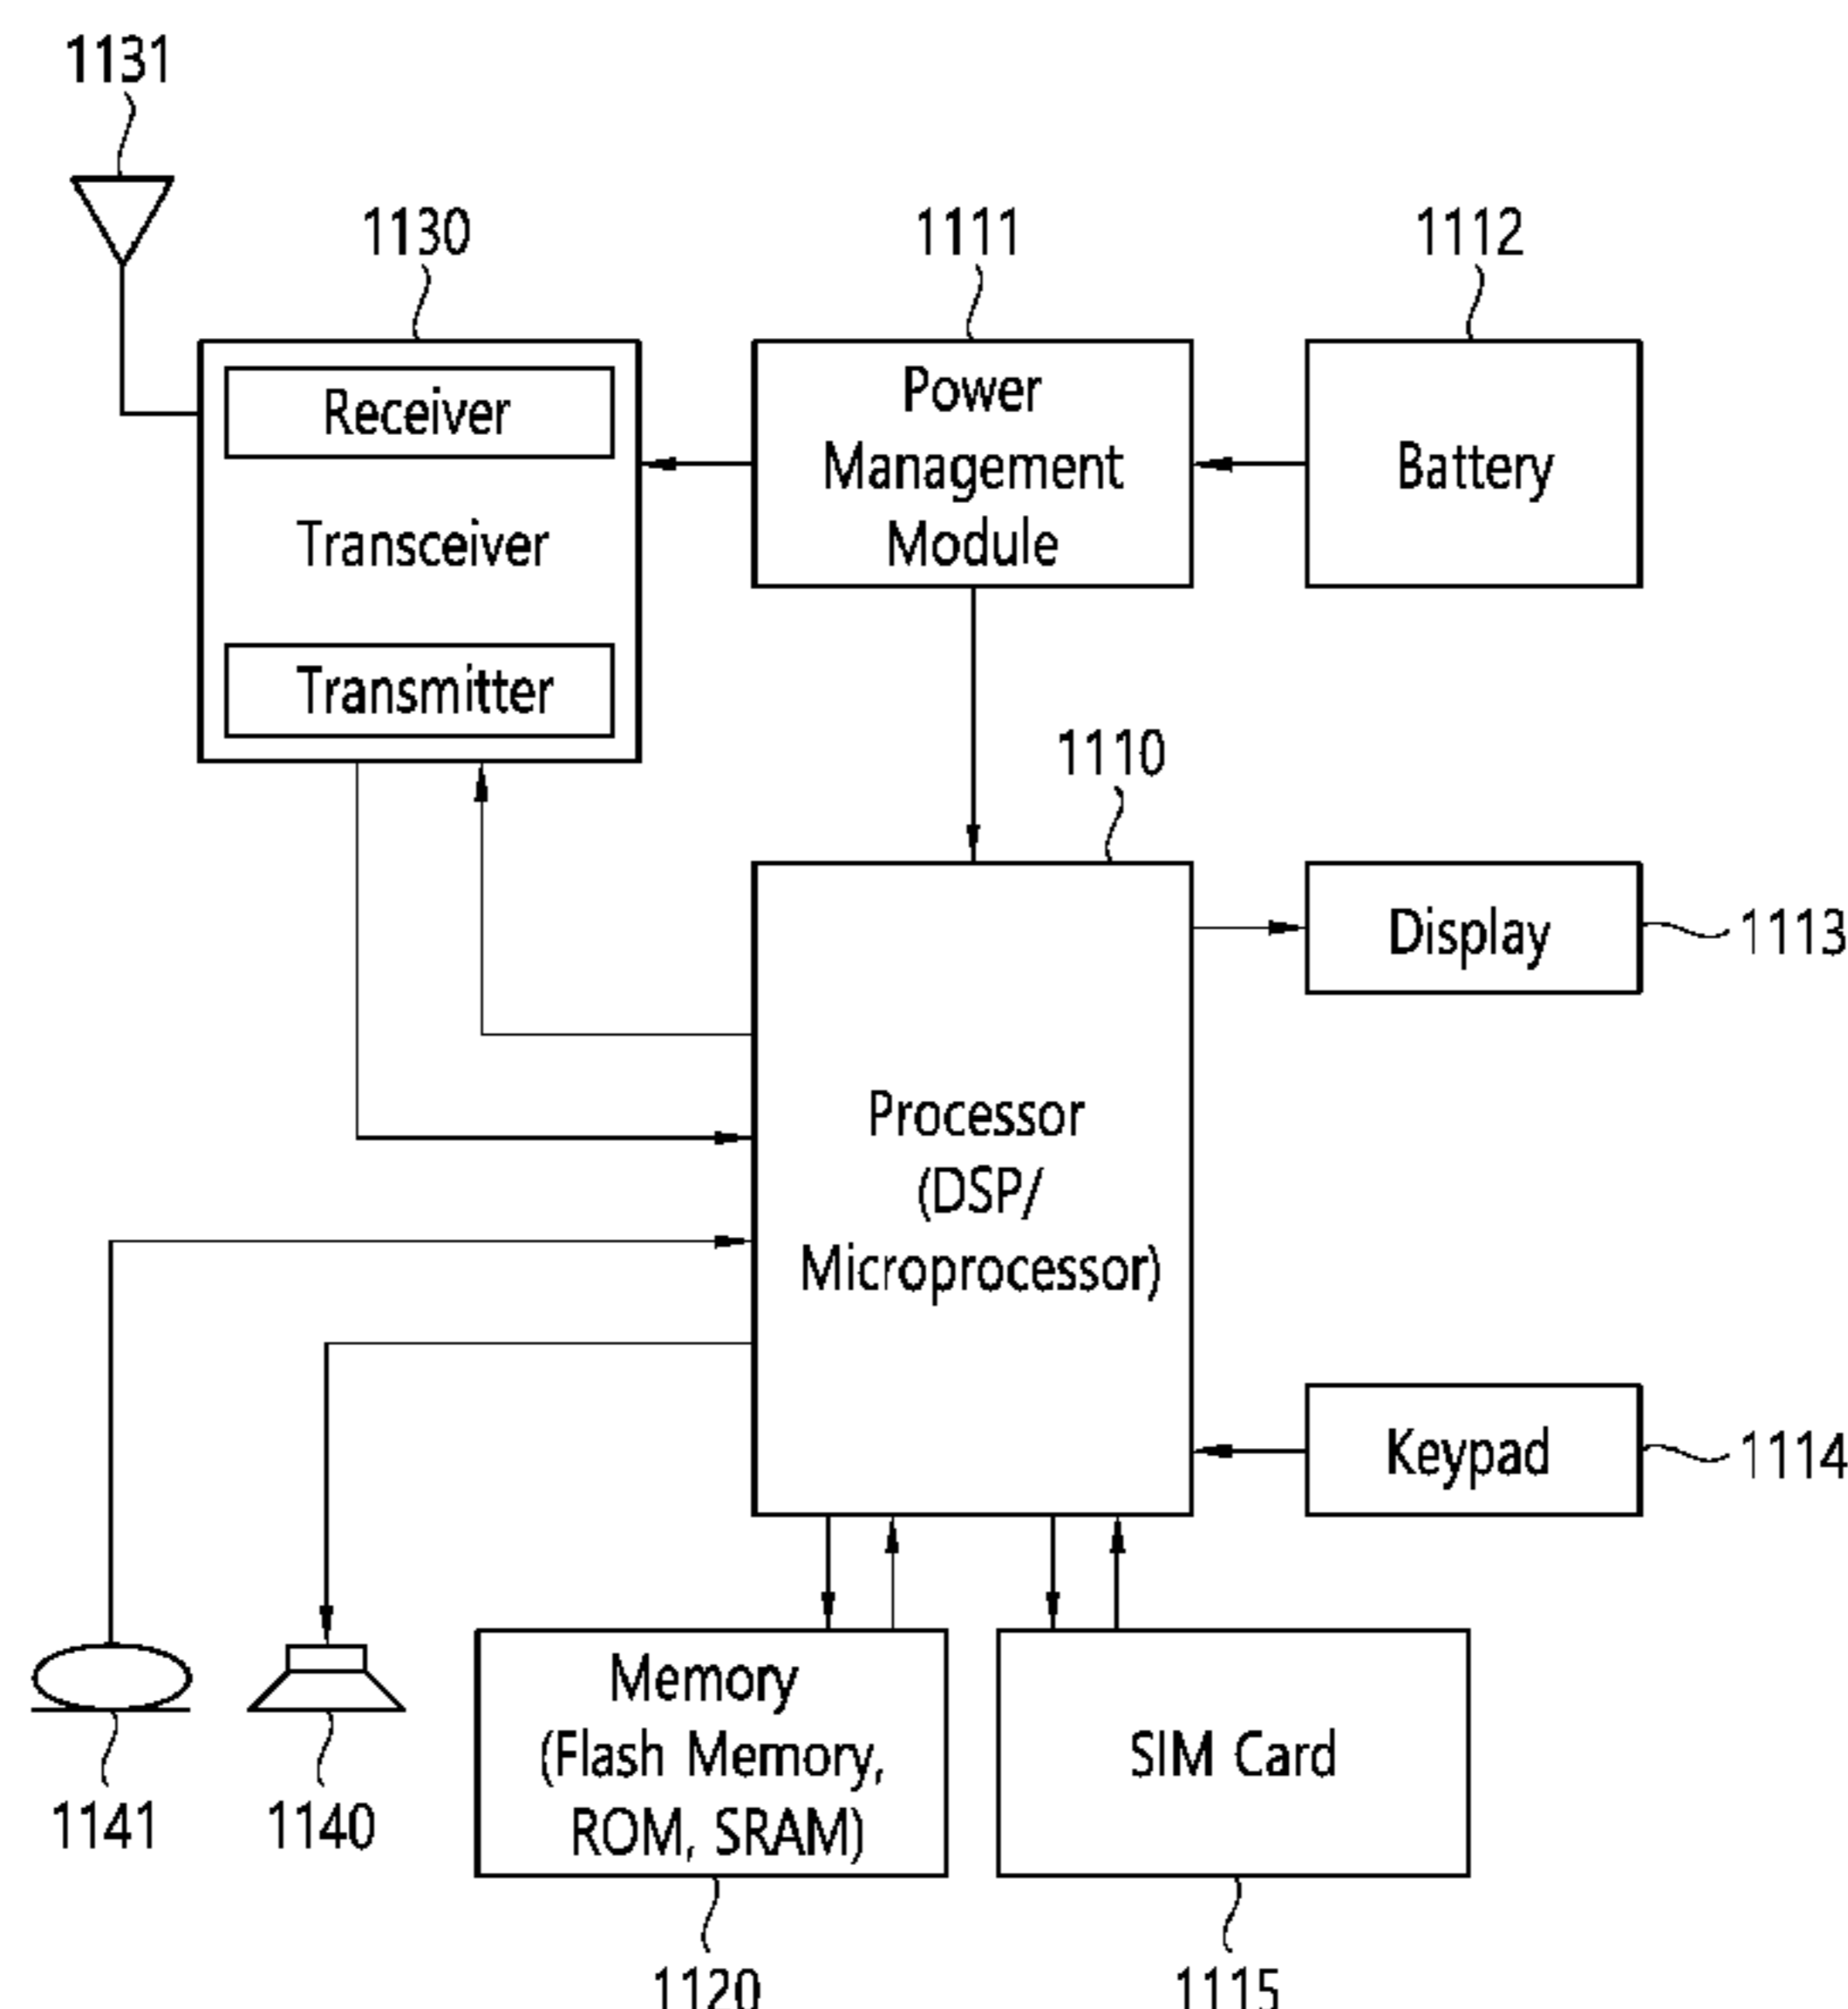 1131
1130
1111
1112
Receiver
Transceiver
Transmitter
Power
Management
Module
Battery
1110
Display
1113
Processor
(DSP/
Microprocessor)
Keypad
1114
Memory
(Flash Memory,
ROM, SRAM)
SIM Card
1141
1140
1120
1115